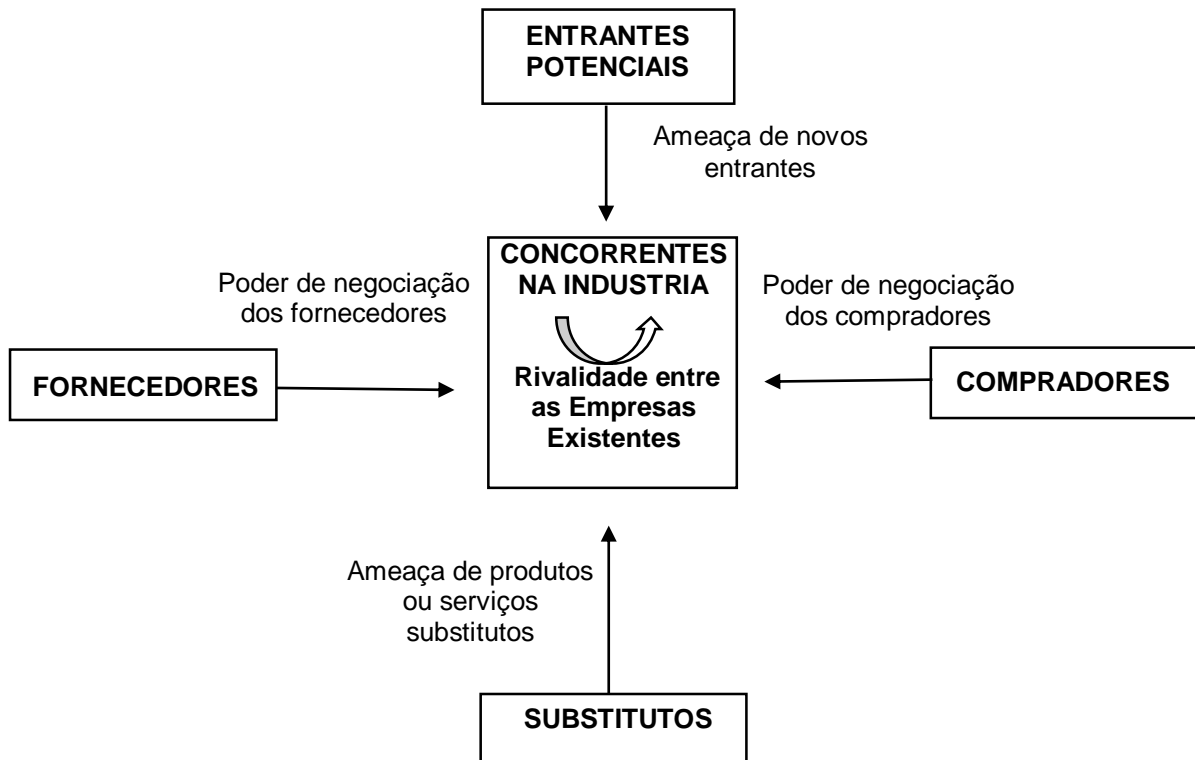 ENTRANTES
POTENCIAIS
Ameaça de novos
entrantes
CONCORRENTES
NA INDUSTRIA
Rivalidade entre
as Empresas
Existentes
Poder de negociação
dos fornecedores
FORNECEDORES
Poder de negociação
dos compradores
COMPRADORES
Ameaça de produtos
ou serviços
substitutos
SUBSTITUTOS